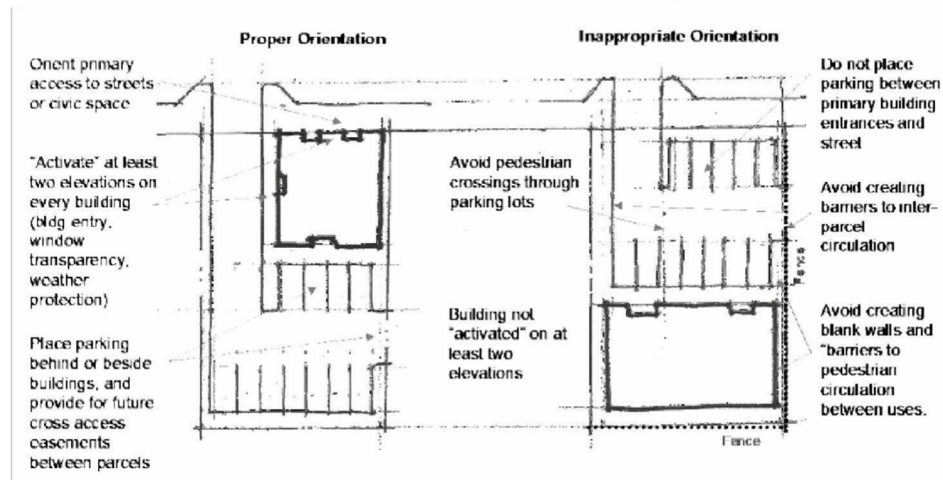 Proper Orientation
Inappropriate Orientation
Orient primary
access to streets
or civic space
"Activate" at least
two elevations on
every building
(bldg entry,
window
transparency,
weather
protection)
Place parking
behind or beside
buildings, and
provide for future
cross access
easements
between parcels
Avoid pedestrian
crossings through
parking lots
Building not
"activated" on at
least two
elevations
Do not place
parking between
primary building
entrances and
street
Avoid creating
barriers to inter-
parcel
circulation
Fence
Avoid creating
blank walls and
"barriers to
pedestrian
circulation
between uses.
Fence